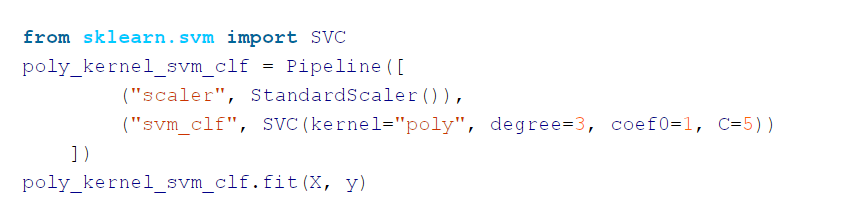 from sklearn.svm import SVC
poly_kernel_svm_clf = Pipeline([
        ("scaler", StandardScaler()),
        ("svm_clf", SVC(kernel="poly", degree=3, coef0=1, C=5))
    ])
poly_kernel_svm_clf.fit(X, y)